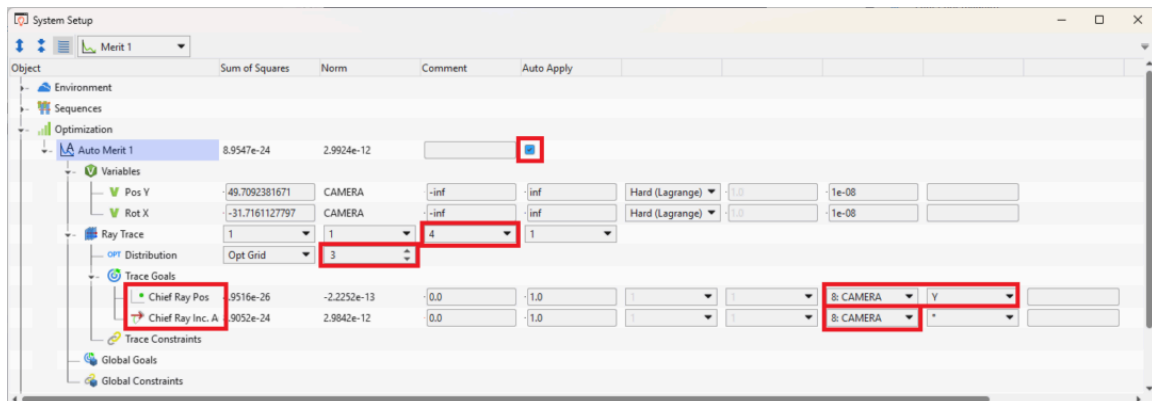 System Setup
Merit 1
Object Sum of Squares Norm Comment Auto Apply
Environment
Sequences
Optimization
Auto Merit 1 8.9547e-24 2.9924e-12
Variables
Pos Y 49.7092381671 CAMERA -inf inf Hard (Lagrange) 1.0 1e-08
Rot X -31.7161127797 CAMERA -inf inf Hard (Lagrange) 1.0 1e-08
Ray Trace 1 1 4 1
OPT Distribution Opt Grid 3
Trace Goals
Chief Ray Pos .9516e-26 -2.2252e-13 0.0 1.0 1 1 8: CAMERA Y
Chief Ray Inc. A .9052e-24 2.9842e-12 0.0 1.0 1 1 8: CAMERA *
Trace Constraints
Global Goals
Global Constraints